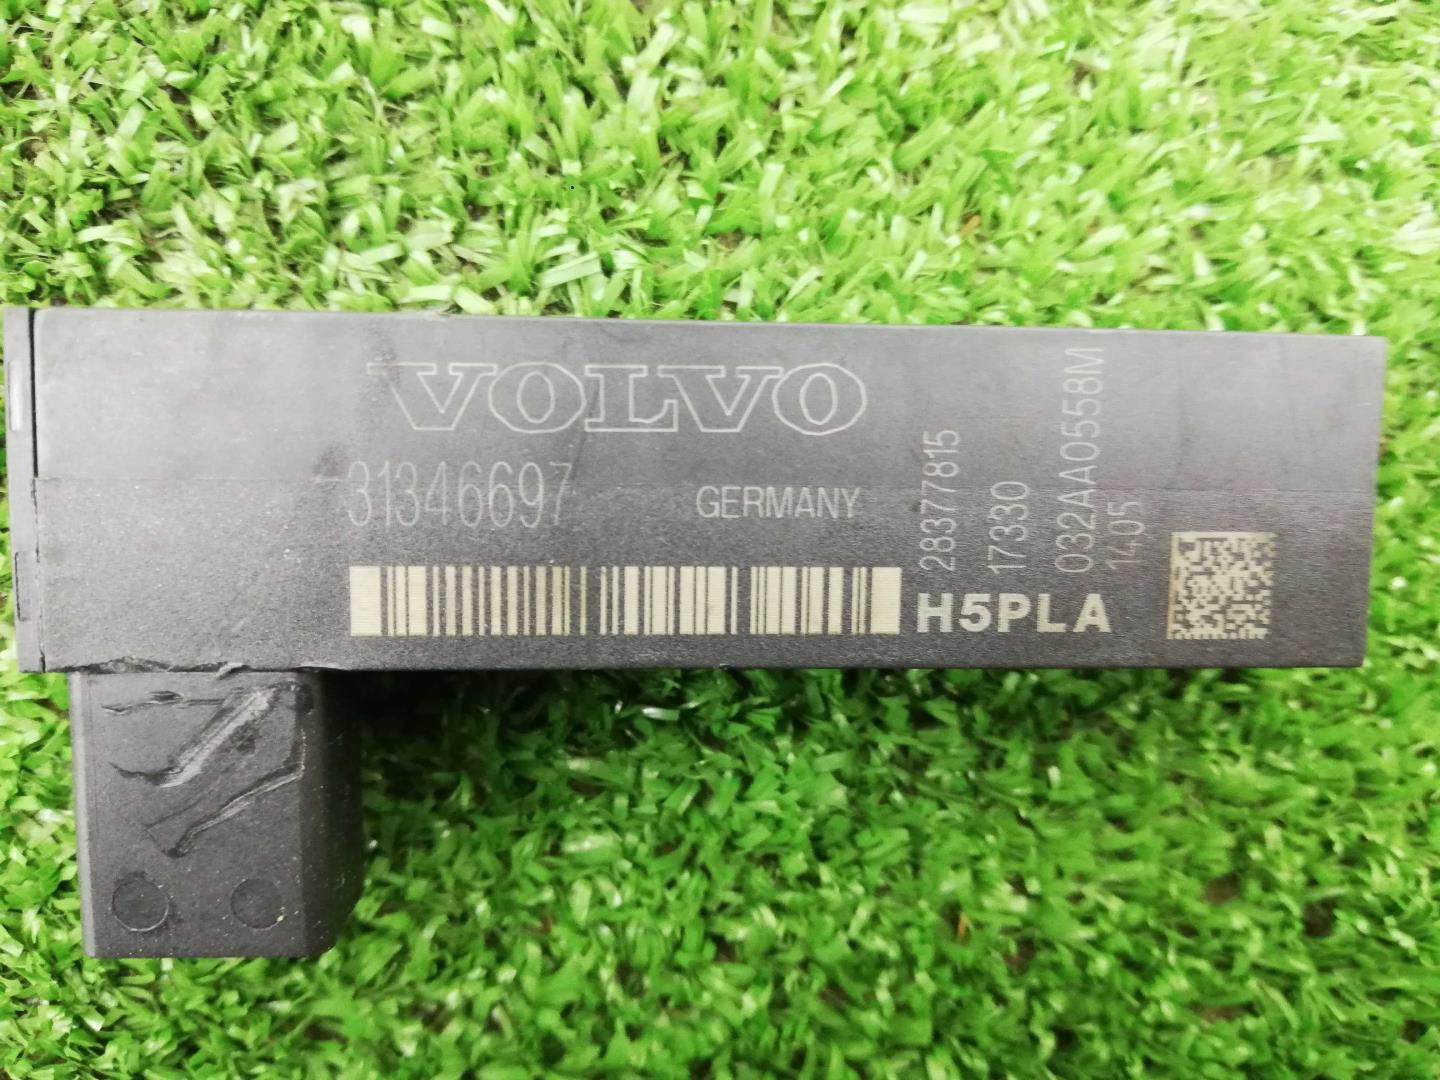 VOLVO
31346697
GERMANY
28377815
17330
032AA0558M
1405
H5PLA